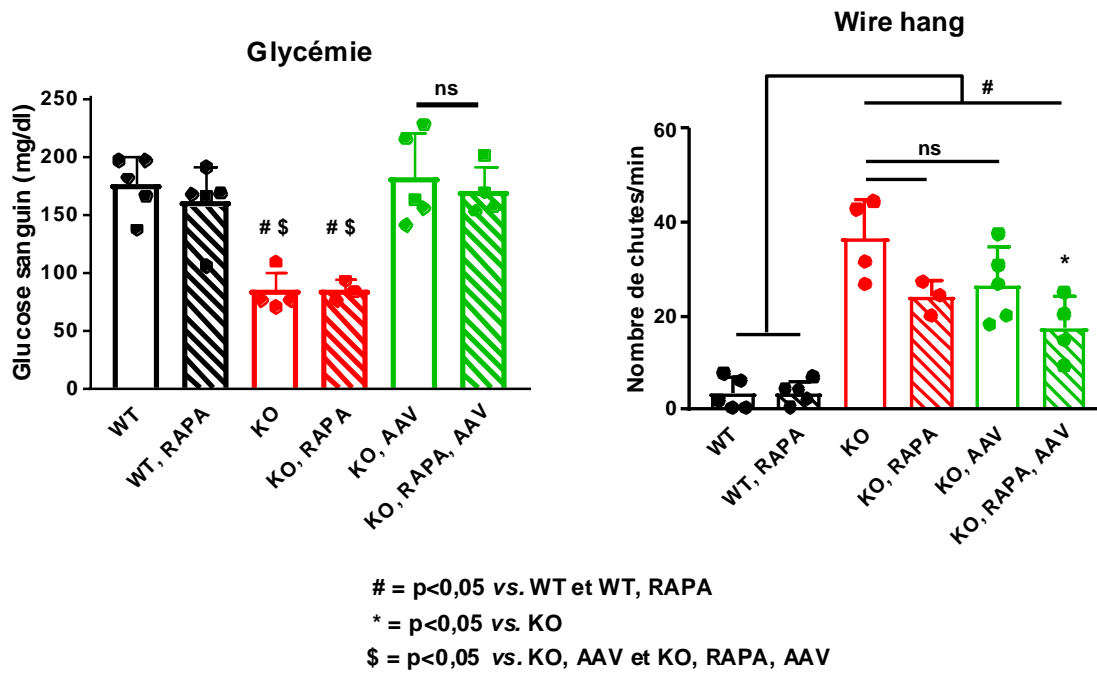 Glycémie
Glucose sanguin (mg/dl)
250
200
150
100
50
0
ns
# $
# $
WT
WT, RAPA
KO
KO, RAPA
KO, AAV
KO, RAPA, AAV
Wire hang
Nombre de chutes/min
60
40
20
0
#
ns
*
WT
WT, RAPA
KO
KO, RAPA
KO, AAV
KO, RAPA, AAV
# = p<0,05 vs. WT et WT, RAPA
* = p<0,05 vs. KO
$ = p<0,05 vs. KO, AAV et KO, RAPA, AAV